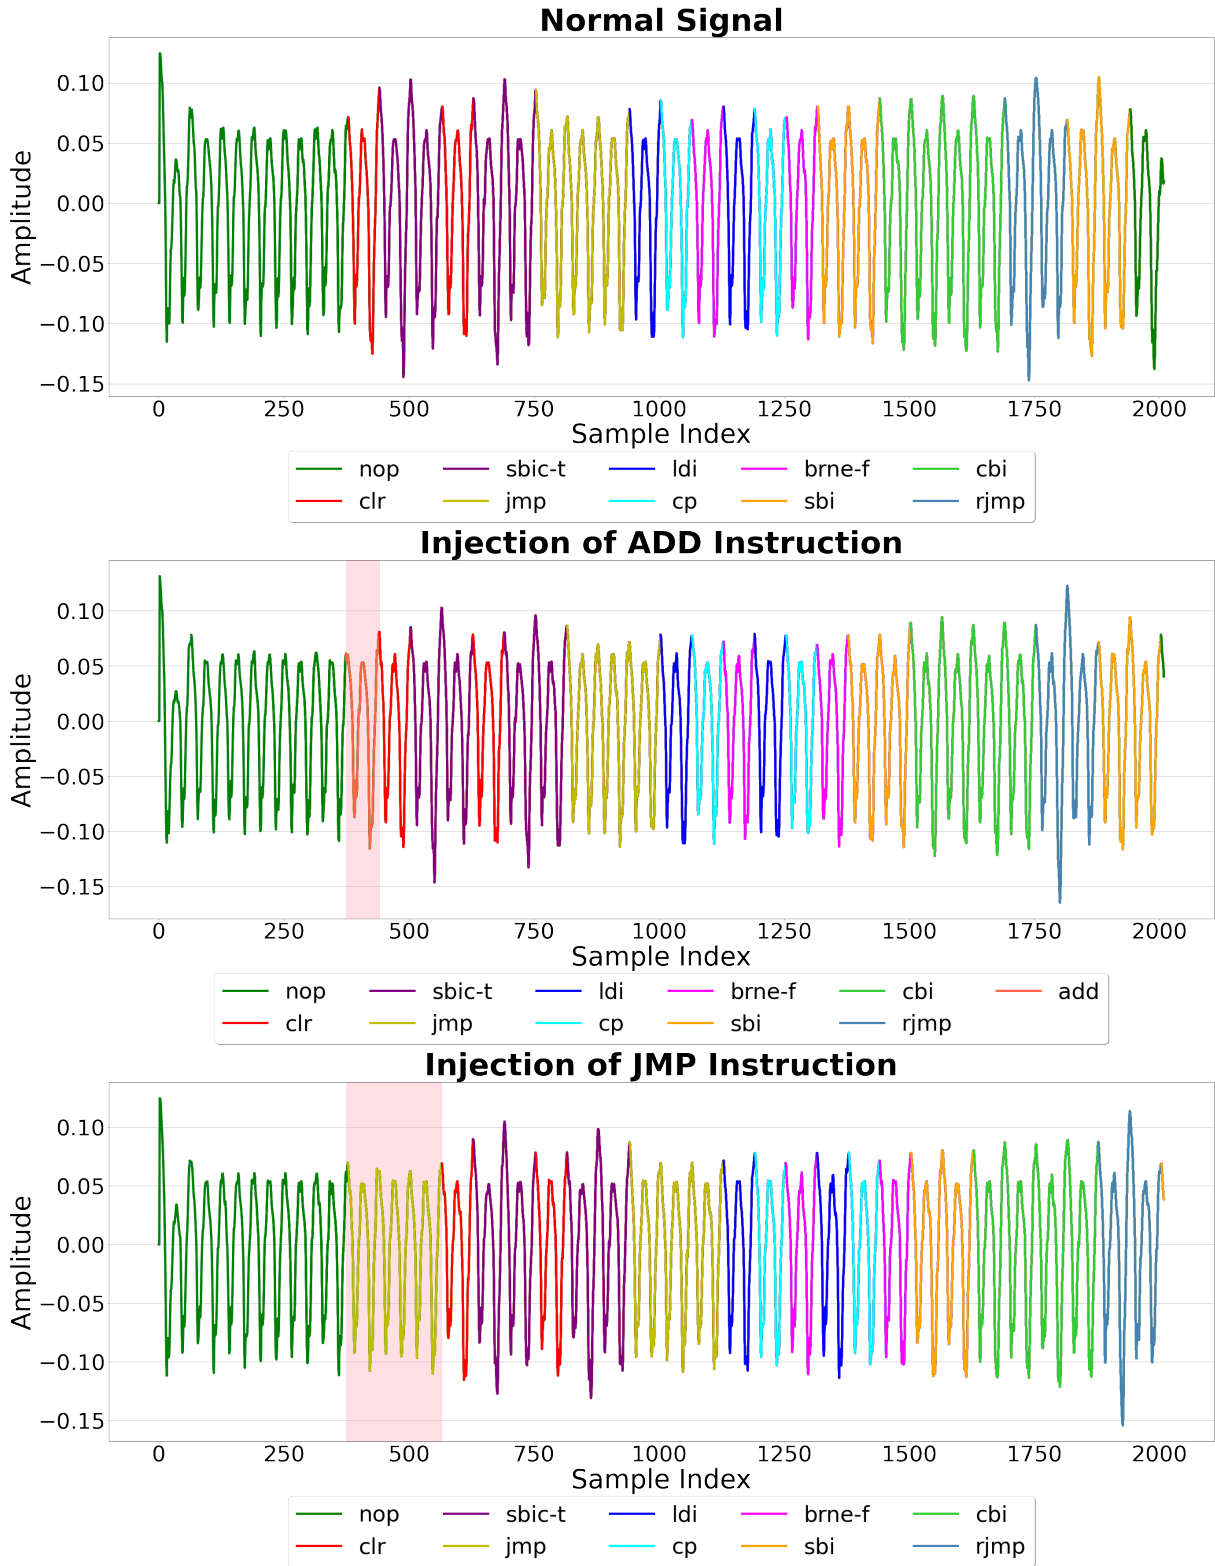 Normal Signal
0.10
0.05
0.00
−0.05
−0.10
−0.15
Amplitude
0 250 500 750 1000 1250 1500 1750 2000
Sample Index
nop sbic-t ldi brne-f cbi
clr jmp cp sbi rjmp
Injection of ADD Instruction
0.10
0.05
0.00
−0.05
−0.10
−0.15
Amplitude
0 250 500 750 1000 1250 1500 1750 2000
Sample Index
nop sbic-t ldi brne-f cbi add
clr jmp cp sbi rjmp
Injection of JMP Instruction
0.10
0.05
0.00
−0.05
−0.10
−0.15
Amplitude
0 250 500 750 1000 1250 1500 1750 2000
Sample Index
nop sbic-t ldi brne-f cbi
clr jmp cp sbi rjmp